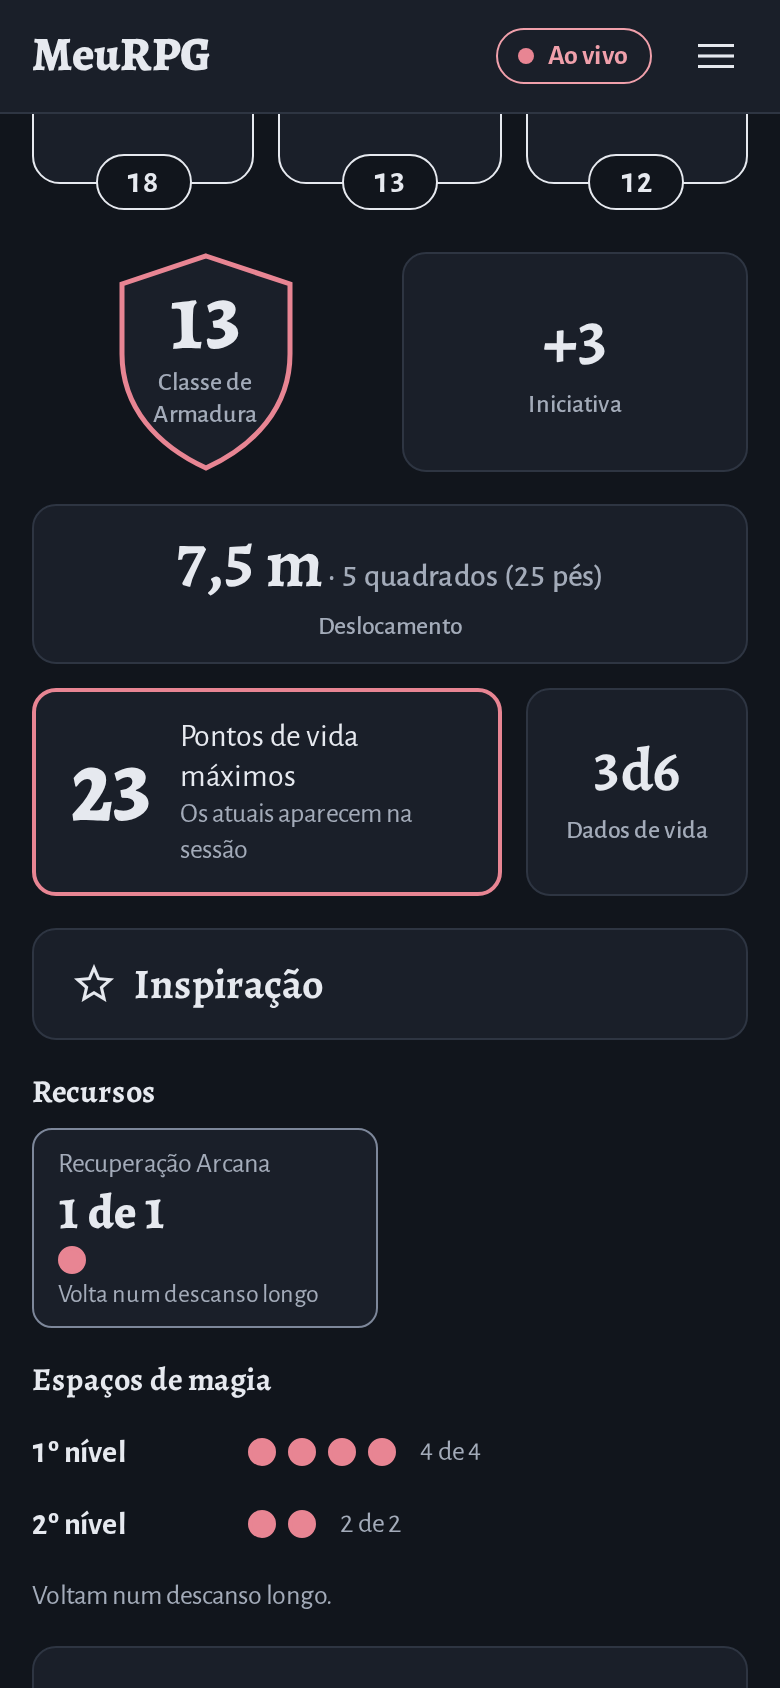 MeuRPG
Ao vivo
18
13
12
13
Classe de
Armadura
+3
Iniciativa
7,5 m · 5 quadrados (25 pés)
Deslocamento
23
Pontos de vida
máximos
Os atuais aparecem na
sessão
3d6
Dados de vida
Inspiração
Recursos
Recuperação Arcana
1 de 1
Volta num descanso longo
Espaços de magia
1º nível
4 de 4
2º nível
2 de 2
Voltam num descanso longo.